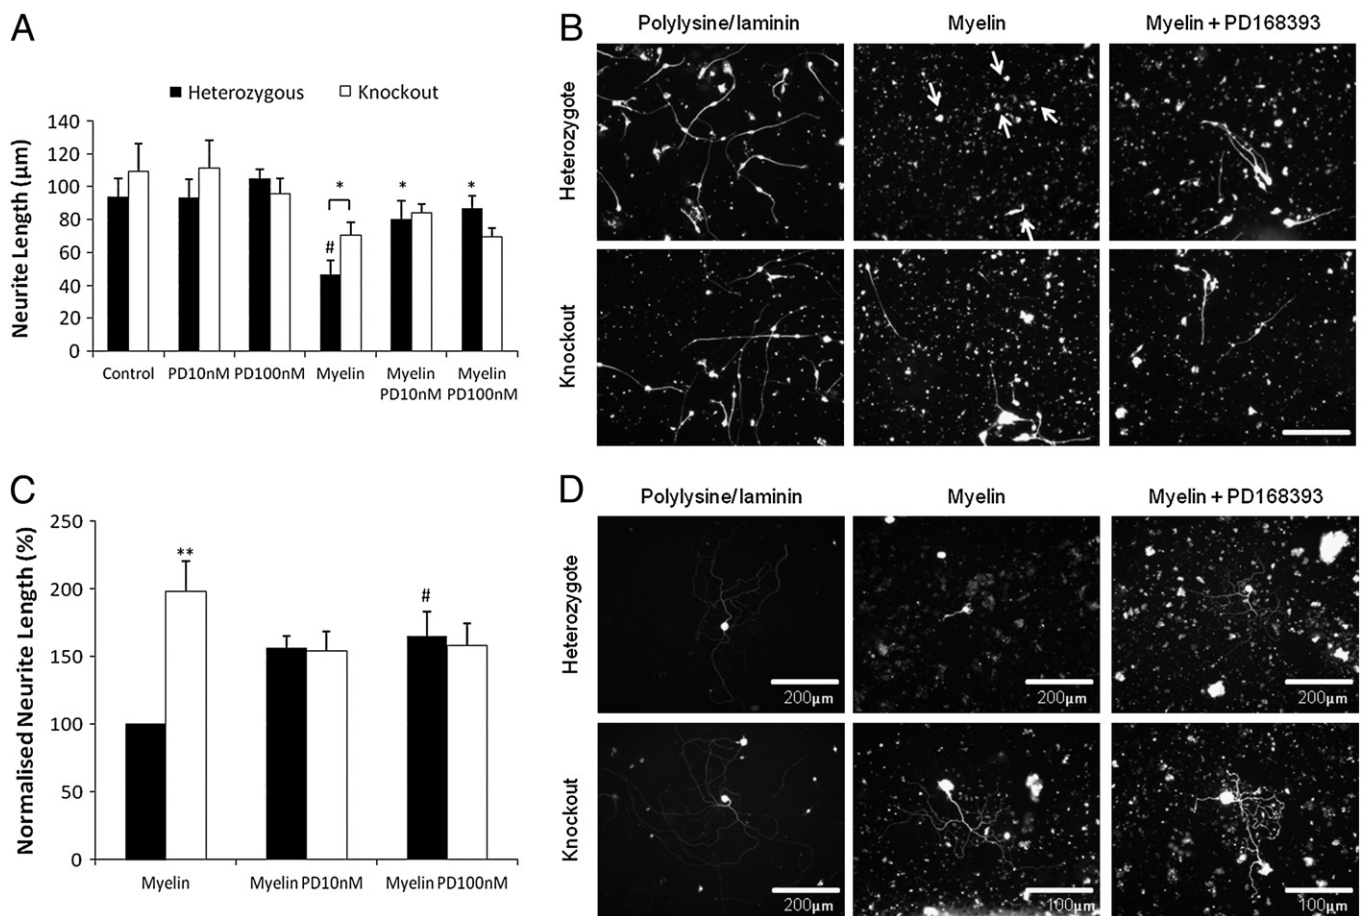 A
Heterozygous Knockout
Neurite Length (µm)
140
120
100
80
60
40
20
0
* * *
#
Control PD10nM PD100nM Myelin Myelin PD10nM Myelin PD100nM
B
Polylysine/laminin Myelin Myelin + PD168393
Heterozygote
Knockout
C
Normalised Neurite Length (%)
250
200
150
100
50
0
**
#
Myelin Myelin PD10nM Myelin PD100nM
D
Polylysine/laminin Myelin Myelin + PD168393
Heterozygote
200µm 200µm 200µm
Knockout
200µm 100µm 100µm